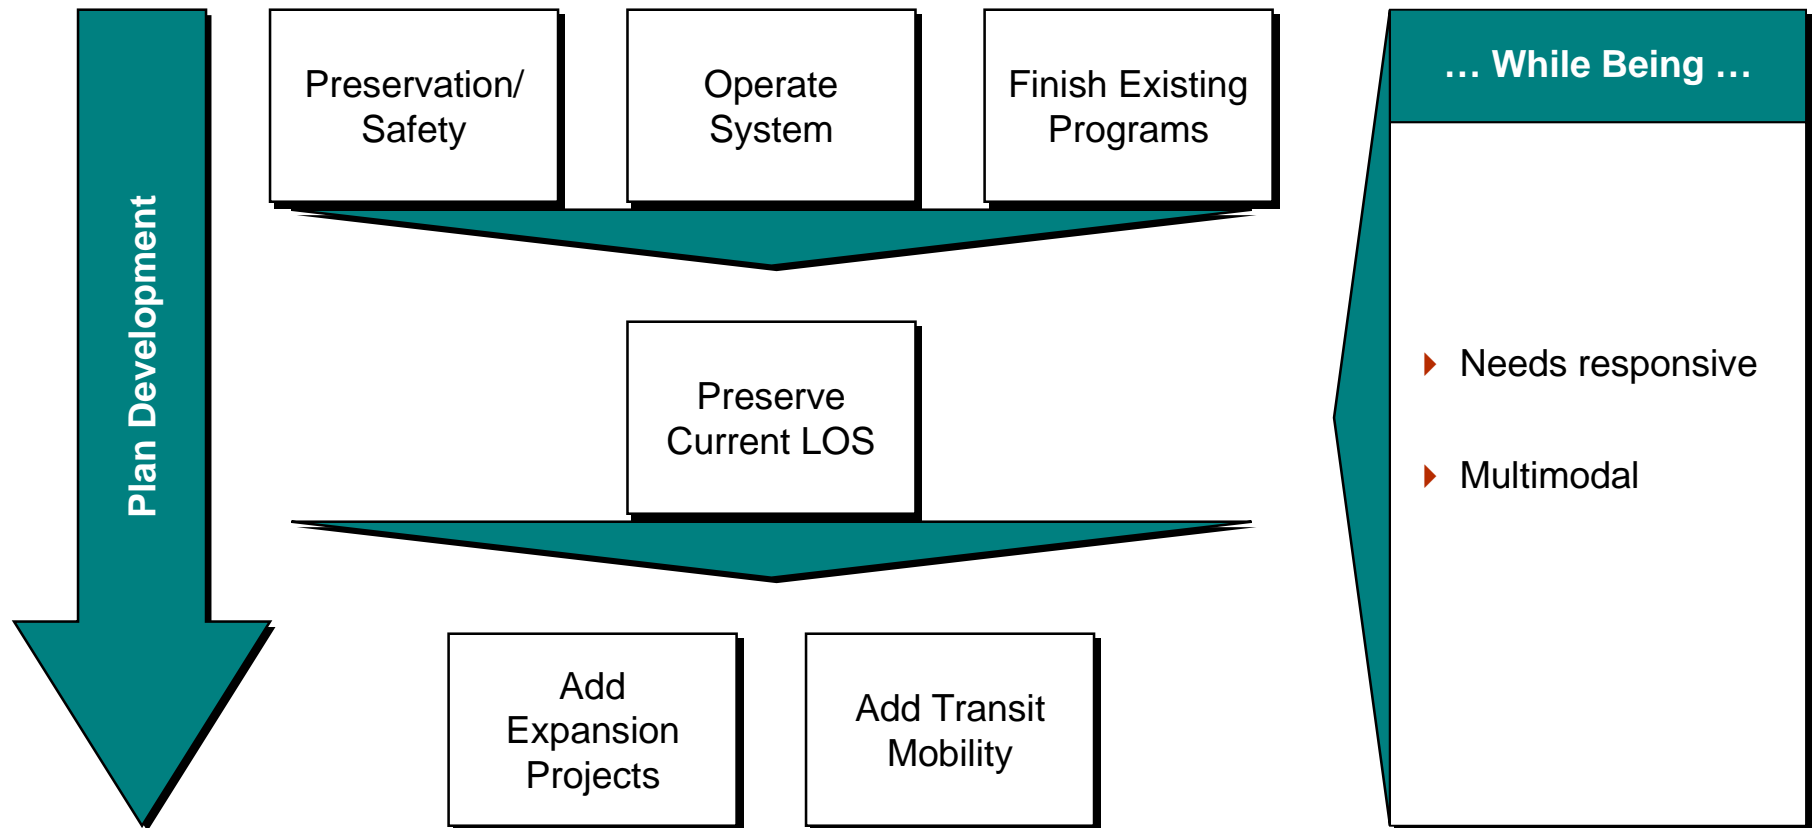 Plan Development
Preservation/
Safety
Operate
System
Finish Existing
Programs
Preserve
Current LOS
Add
Expansion
Projects
Add Transit
Mobility
… While Being …
Needs responsive
Multimodal